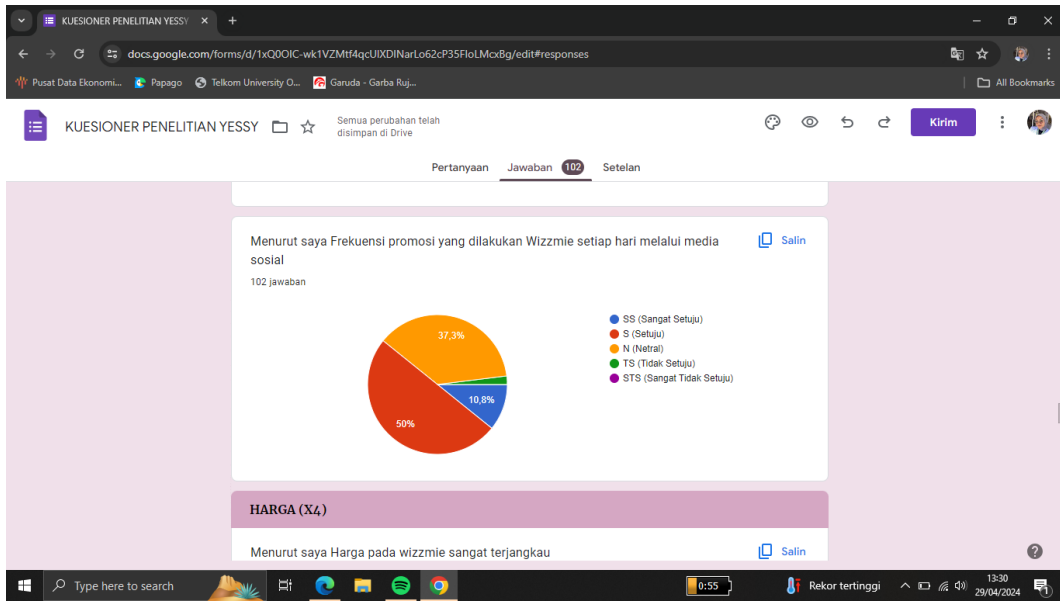 KUESIONER PENELITIAN YESSY
docs.google.com/forms/d/1xQ0OIC-wk1VZMtf4qcUIXDINarLo62cP35FIoLMcxBg/edit#responses
Pusat Data Ekonomi... Papago Telkom University O... Garuda - Garba Ruj... All Bookmarks
KUESIONER PENELITIAN YESSY
Semua perubahan telah
disimpan di Drive
Kirim
Pertanyaan Jawaban 102 Setelan
Menurut saya Frekuensi promosi yang dilakukan Wizzmie setiap hari melalui media
sosial
Salin
102 jawaban
37,3%
10,8%
50%
SS (Sangat Setuju)
S (Setuju)
N (Netral)
TS (Tidak Setuju)
STS (Sangat Tidak Setuju)
HARGA (X4)
Menurut saya Harga pada wizzmie sangat terjangkau
Salin
Type here to search
0:55
Rekor tertinggi
13:30
29/04/2024
1